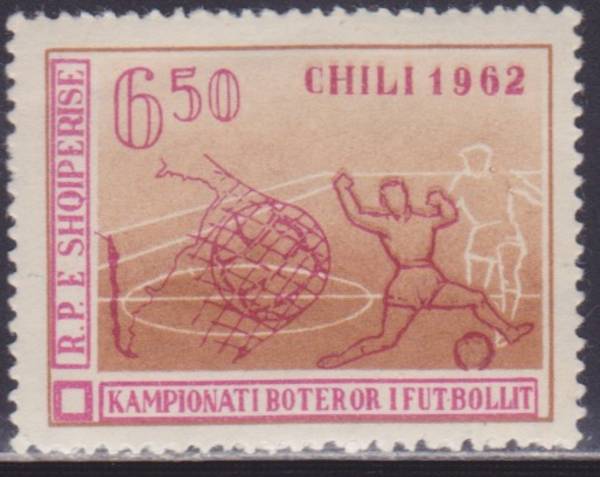 6 50
CHILI 1962
R.P. E SHQIPERISE
KAMPIONATI BOTEROR I FUTBOLLIT